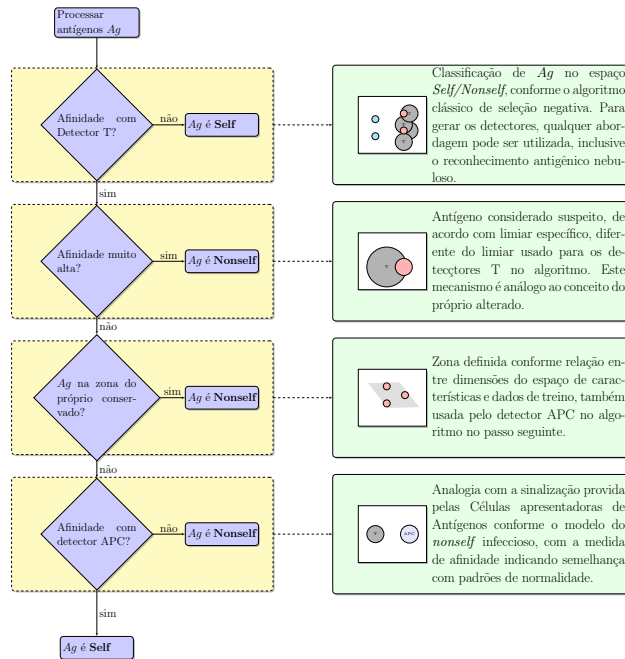 Processar
antígenos Ag
Afinidade com
Detector T?
não
Ag é Self
sim
Classificação de Ag no espaço
Self/Nonself, conforme o algoritmo
clássico de seleção negativa. Para
gerar os detectores, qualquer abor-
dagem pode ser utilizada, inclusive
o reconhecimento antigênico nebu-
loso.
T
T
T
T
Afinidade muito
alta?
sim
Ag é Nonself
não
Antígeno considerado suspeito, de
acordo com limiar específico, difer-
ente do limiar usado para os de-
tecçtores T no algoritmo. Este
mecanismo é análogo ao conceito do
próprio alterado.
T
Ag na zona do
próprio conser-
vado?
sim
Ag é Nonself
não
Zona definida conforme relação en-
tre dimensões do espaço de carac-
terísticas e dados de treino, também
usada pelo detector APC no algo-
ritmo no passo seguinte.
Afinidade com
detector APC?
não
Ag é Nonself
sim
T
APC
Analogia com a sinalização provida
pelas Células apresentadoras de
Antígenos conforme o modelo do
nonself infeccioso, com a medida
de afinidade indicando semelhança
com padrões de normalidade.
Ag é Self